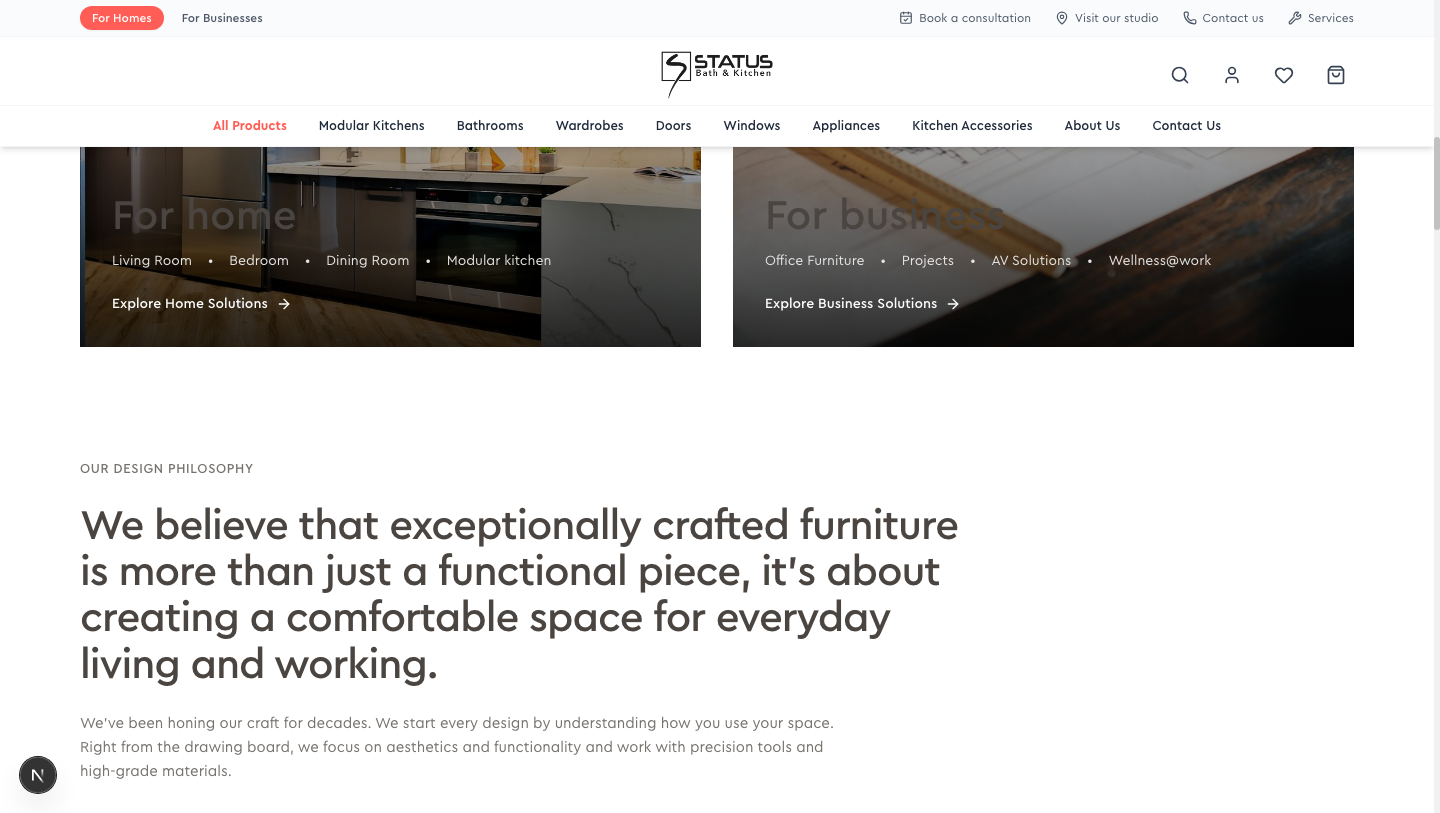 For Homes
For Businesses
Book a consultation
Visit our studio
Contact us
Services
STATUS
Bath & Kitchen
All Products
Modular Kitchens
Bathrooms
Wardrobes
Doors
Windows
Appliances
Kitchen Accessories
About Us
Contact Us
For home
Living Room • Bedroom • Dining Room • Modular kitchen
Explore Home Solutions →
For business
Office Furniture • Projects • AV Solutions • Wellness@work
Explore Business Solutions →
OUR DESIGN PHILOSOPHY
We believe that exceptionally crafted furniture
is more than just a functional piece, it's about
creating a comfortable space for everyday
living and working.
We've been honing our craft for decades. We start every design by understanding how you use your space.
Right from the drawing board, we focus on aesthetics and functionality and work with precision tools and
high-grade materials.
N